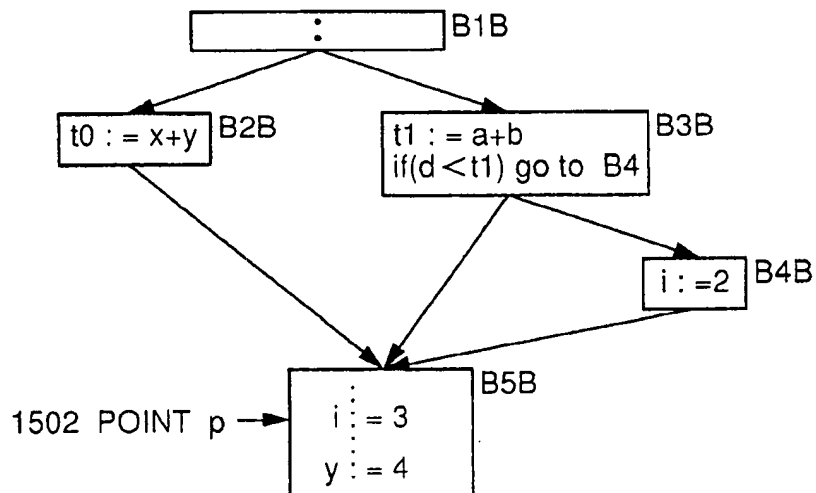 B1B
t0 : = x+y B2B
t1 : = a+b B3B
if(d <t1) go to B4
i : =2 B4B
B5B
1502 POINT p i : = 3
y : = 4